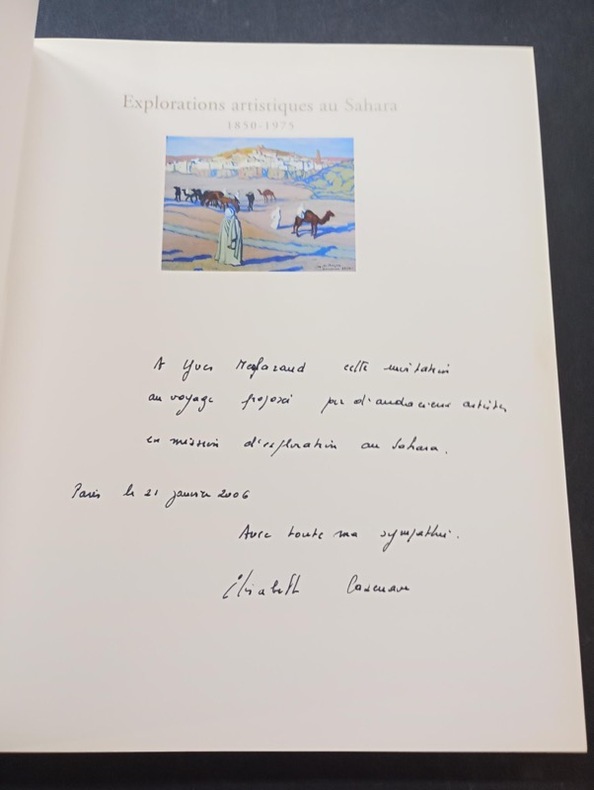 Explorations artistiques au Sahara
1850-1975
A Yves cette invitation
au voyage proposé par d'audacieux artistes
en mission d'exploration au Sahara.
Paris le 21 janvier 2006
Avec toute ma sympathie.
Elisabeth Cazenave